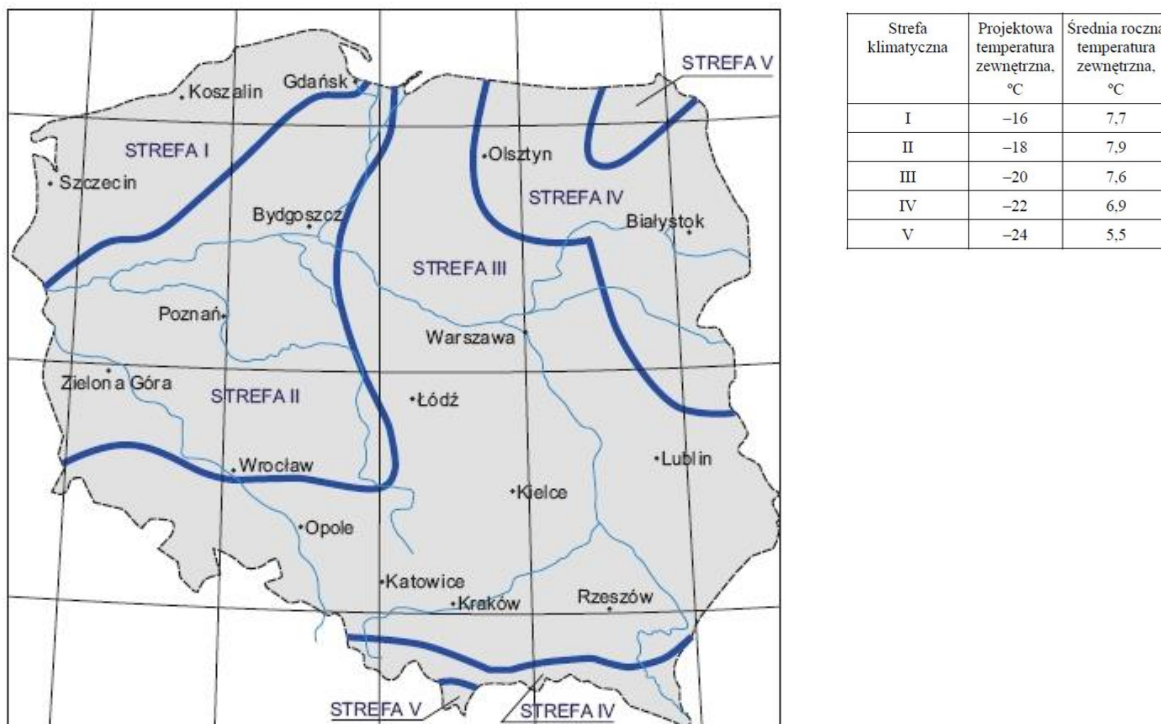 STREFA V
Gdańsk
Koszalin
STREFA I
Olsztyn
Szczecin
STREFA IV
Bydgoszcz
Białystok
STREFA III
Poznań
Warszawa
Zielona Góra
STREFA II
Łódź
Wrocław
Lublin
Kielce
Opole
Katowice
Kraków
Rzeszów
STREFA V
STREFA IV
Strefa klimatyczna
Projektowa temperatura zewnętrzna, °C
Średnia roczna temperatura zewnętrzna, °C
I –16 7,7
II –18 7,9
III –20 7,6
IV –22 6,9
V –24 5,5